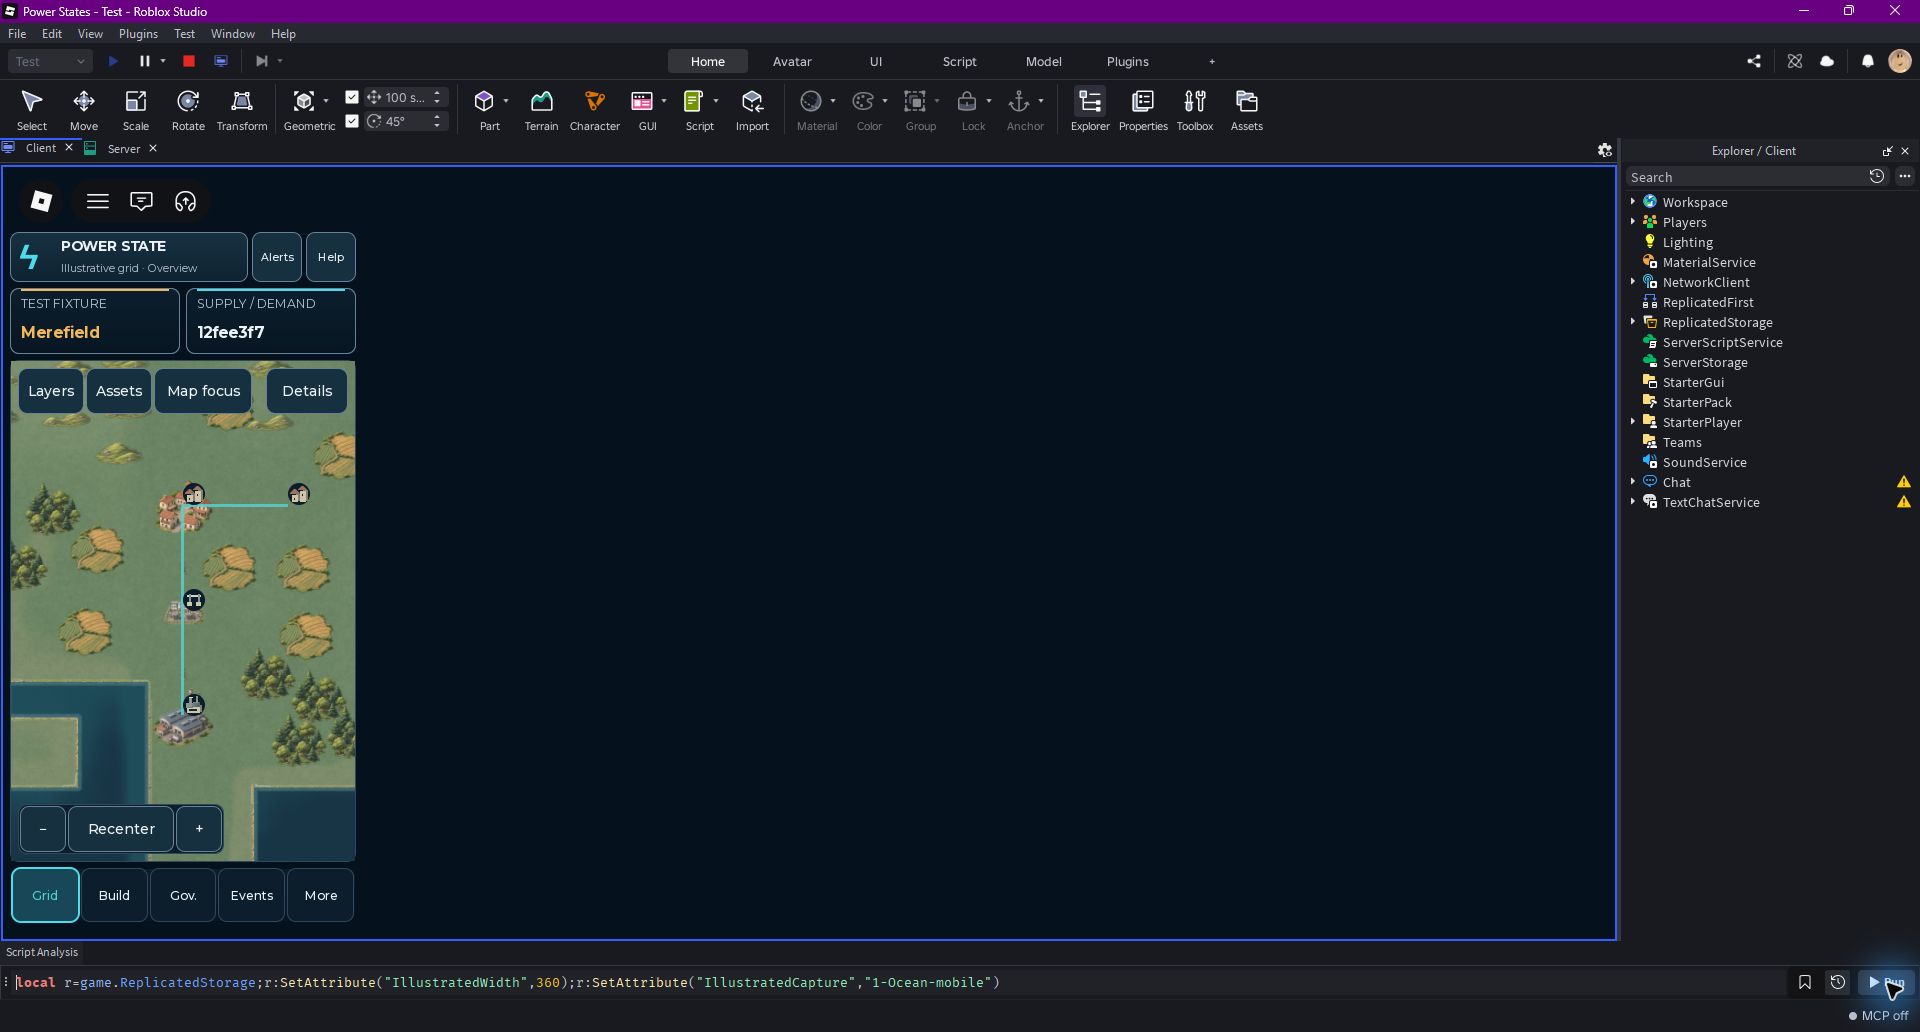 Power States - Test - Roblox Studio
File Edit View Plugins Test Window Help
Test
Home Avatar UI Script Model Plugins +
100 s...
45°
Select Move Scale Rotate Transform Geometric Part Terrain Character GUI Script Import Material Color Group Lock Anchor Explorer Properties Toolbox Assets
Client Server
Explorer / Client
Search
Workspace
Players
Lighting
MaterialService
NetworkClient
ReplicatedFirst
ReplicatedStorage
ServerScriptService
ServerStorage
StarterGui
StarterPack
StarterPlayer
Teams
SoundService
Chat
TextChatService
POWER STATE
Illustrative grid · Overview
Alerts
Help
TEST FIXTURE
Merefield
SUPPLY / DEMAND
12fee3f7
Layers Assets Map focus Details
- Recenter +
Grid Build Gov. Events More
Script Analysis
local r=game.ReplicatedStorage;r:SetAttribute("IllustratedWidth",360);r:SetAttribute("IllustratedCapture","1-Ocean-mobile")
MCP off